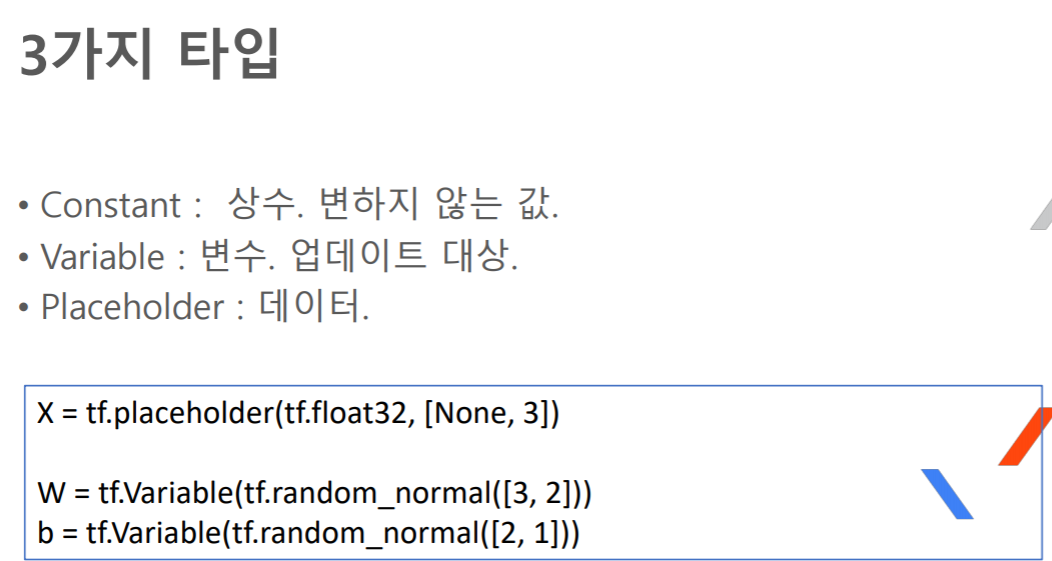 3가지 타입
• Constant : 상수. 변하지 않는 값.
• Variable : 변수. 업데이트 대상.
• Placeholder : 데이터.
X = tf.placeholder(tf.float32, [None, 3])
W = tf.Variable(tf.random_normal([3, 2]))
b = tf.Variable(tf.random_normal([2, 1]))